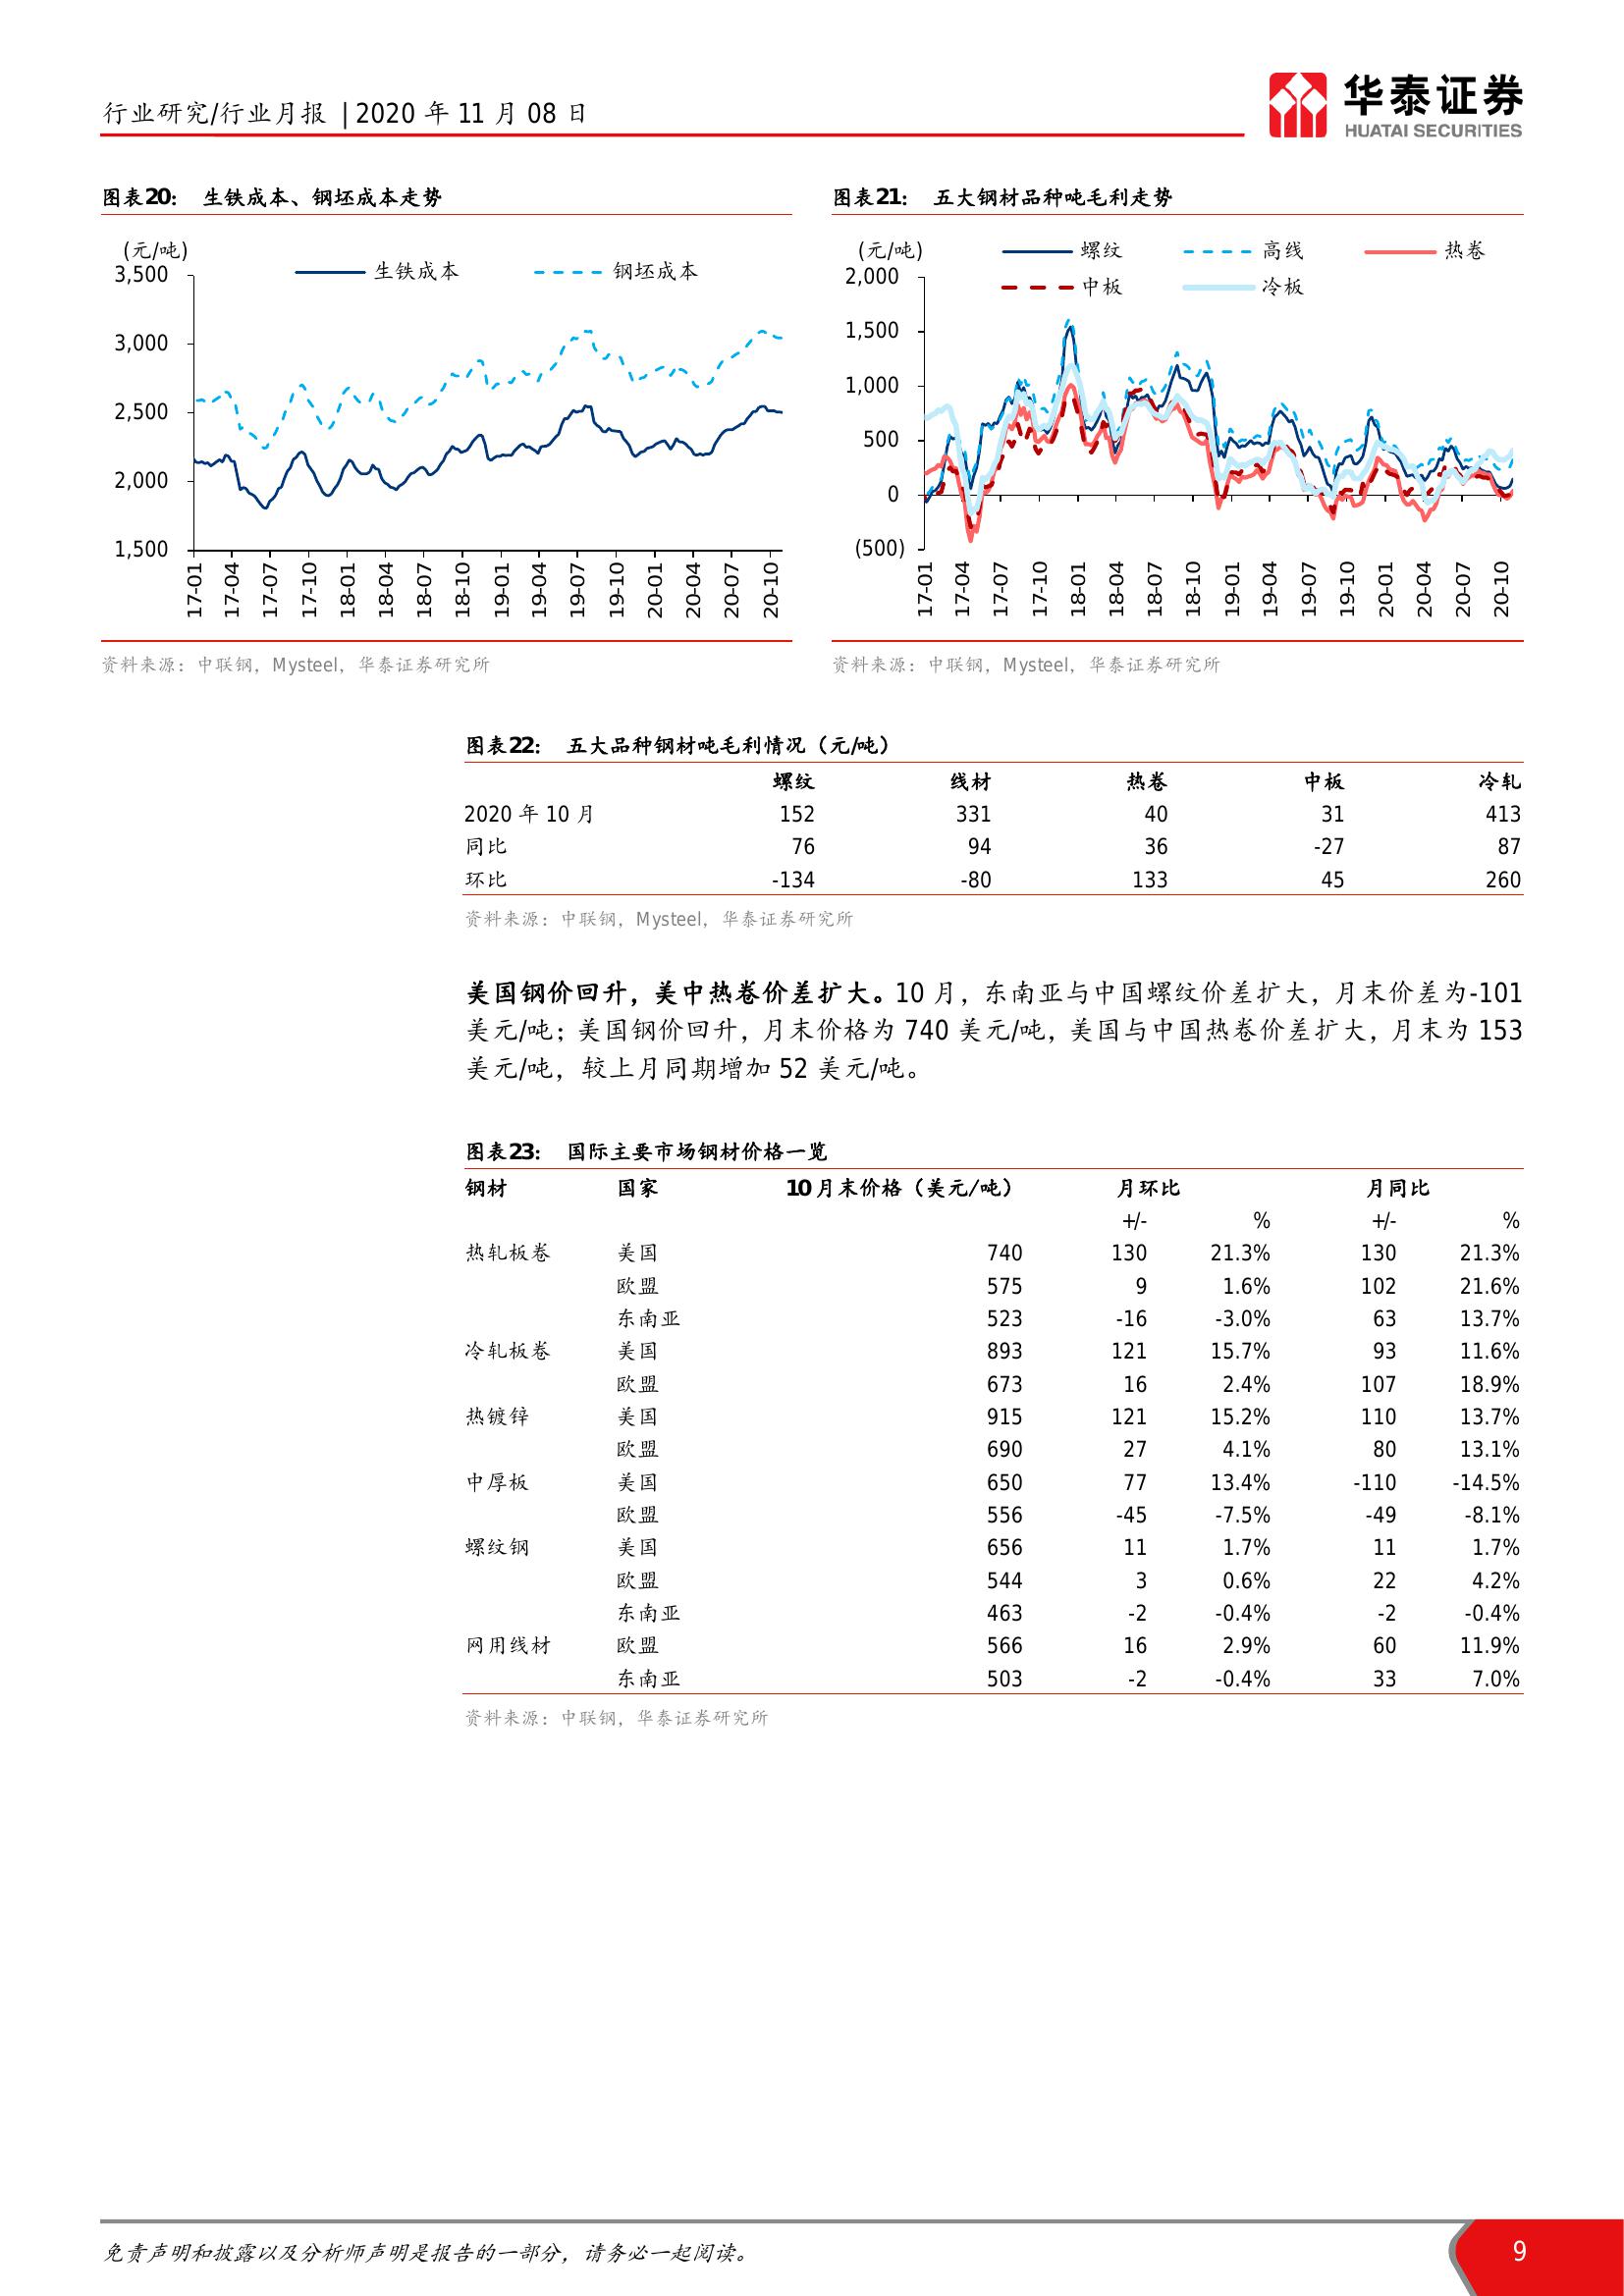 行业研究/行业月报 | 2020 年 11 月 08 日
华泰证券
HUATAI SECURITIES
图表20： 生铁成本、钢坯成本走势
(元/吨)
生铁成本 钢坯成本
3,500
3,000
2,500
2,000
1,500
17-01 17-04 17-07 17-10 18-01 18-04 18-07 18-10 19-01 19-04 19-07 19-10 20-01 20-04 20-07 20-10
资料来源：中联钢，Mysteel，华泰证券研究所
图表21： 五大钢材品种吨毛利走势
(元/吨)
螺纹 高线 热卷
中板 冷板
2,000
1,500
1,000
500
0
(500)
17-01 17-04 17-07 17-10 18-01 18-04 18-07 18-10 19-01 19-04 19-07 19-10 20-01 20-04 20-07 20-10
资料来源：中联钢，Mysteel，华泰证券研究所
图表22： 五大品种钢材吨毛利情况（元/吨）
螺纹 线材 热卷 中板 冷轧
2020 年 10 月 152 331 40 31 413
同比 76 94 36 -27 87
环比 -134 -80 133 45 260
资料来源：中联钢，Mysteel，华泰证券研究所
美国钢价回升，美中热卷价差扩大。10 月，东南亚与中国螺纹价差扩大，月末价差为-101
美元/吨；美国钢价回升，月末价格为 740 美元/吨，美国与中国热卷价差扩大，月末为 153
美元/吨，较上月同期增加 52 美元/吨。
图表23： 国际主要市场钢材价格一览
钢材 国家 10 月末价格（美元/吨） 月环比 月同比
+/- % +/- %
热轧板卷 美国 740 130 21.3% 130 21.3%
欧盟 575 9 1.6% 102 21.6%
东南亚 523 -16 -3.0% 63 13.7%
冷轧板卷 美国 893 121 15.7% 93 11.6%
欧盟 673 16 2.4% 107 18.9%
热镀锌 美国 915 121 15.2% 110 13.7%
欧盟 690 27 4.1% 80 13.1%
中厚板 美国 650 77 13.4% -110 -14.5%
欧盟 556 -45 -7.5% -49 -8.1%
螺纹钢 美国 656 11 1.7% 11 1.7%
欧盟 544 3 0.6% 22 4.2%
东南亚 463 -2 -0.4% -2 -0.4%
网用线材 欧盟 566 16 2.9% 60 11.9%
东南亚 503 -2 -0.4% 33 7.0%
资料来源：中联钢，华泰证券研究所
免责声明和披露以及分析师声明是报告的一部分，请务必一起阅读。
9